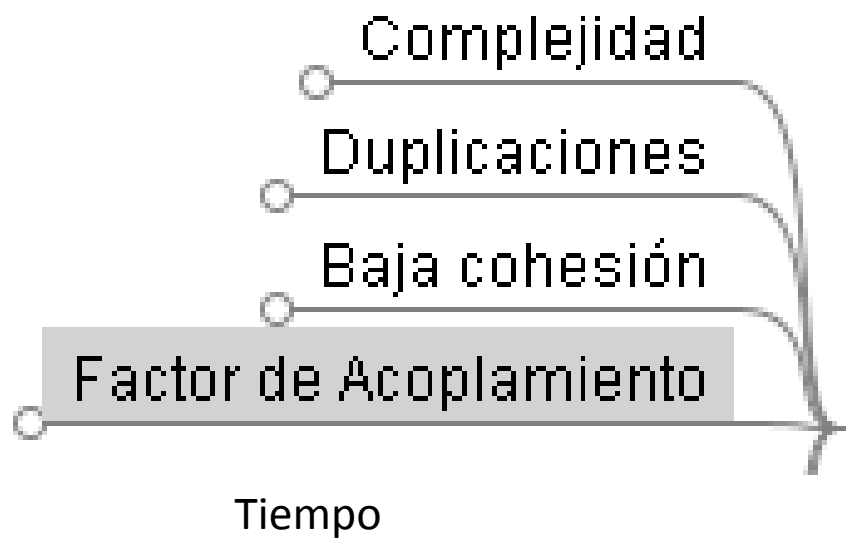 Complejidad
Duplicaciones
Baja cohesión
Factor de Acoplamiento
Tiempo